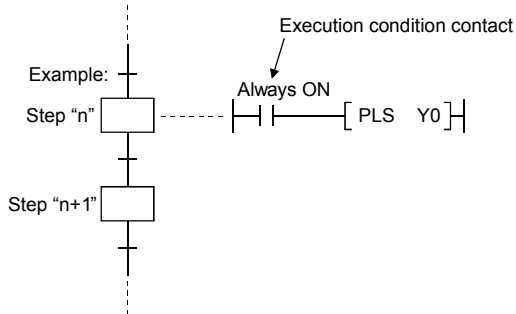 Execution condition contact
Example:
Always ON
Step “n”
PLS Y0
Step “n+1”